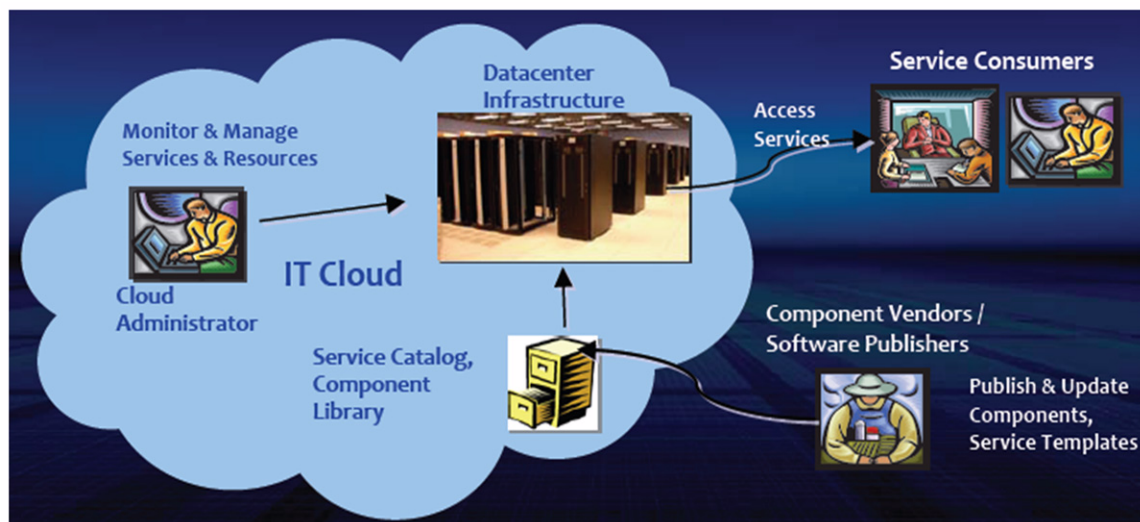 Datacenter
Infrastructure
Service Consumers
Access
Services
Monitor & Manage
Services & Resources
IT Cloud
Cloud
Administrator
Component Vendors /
Software Publishers
Service Catalog,
Component
Library
Publish & Update
Components,
Service Templates